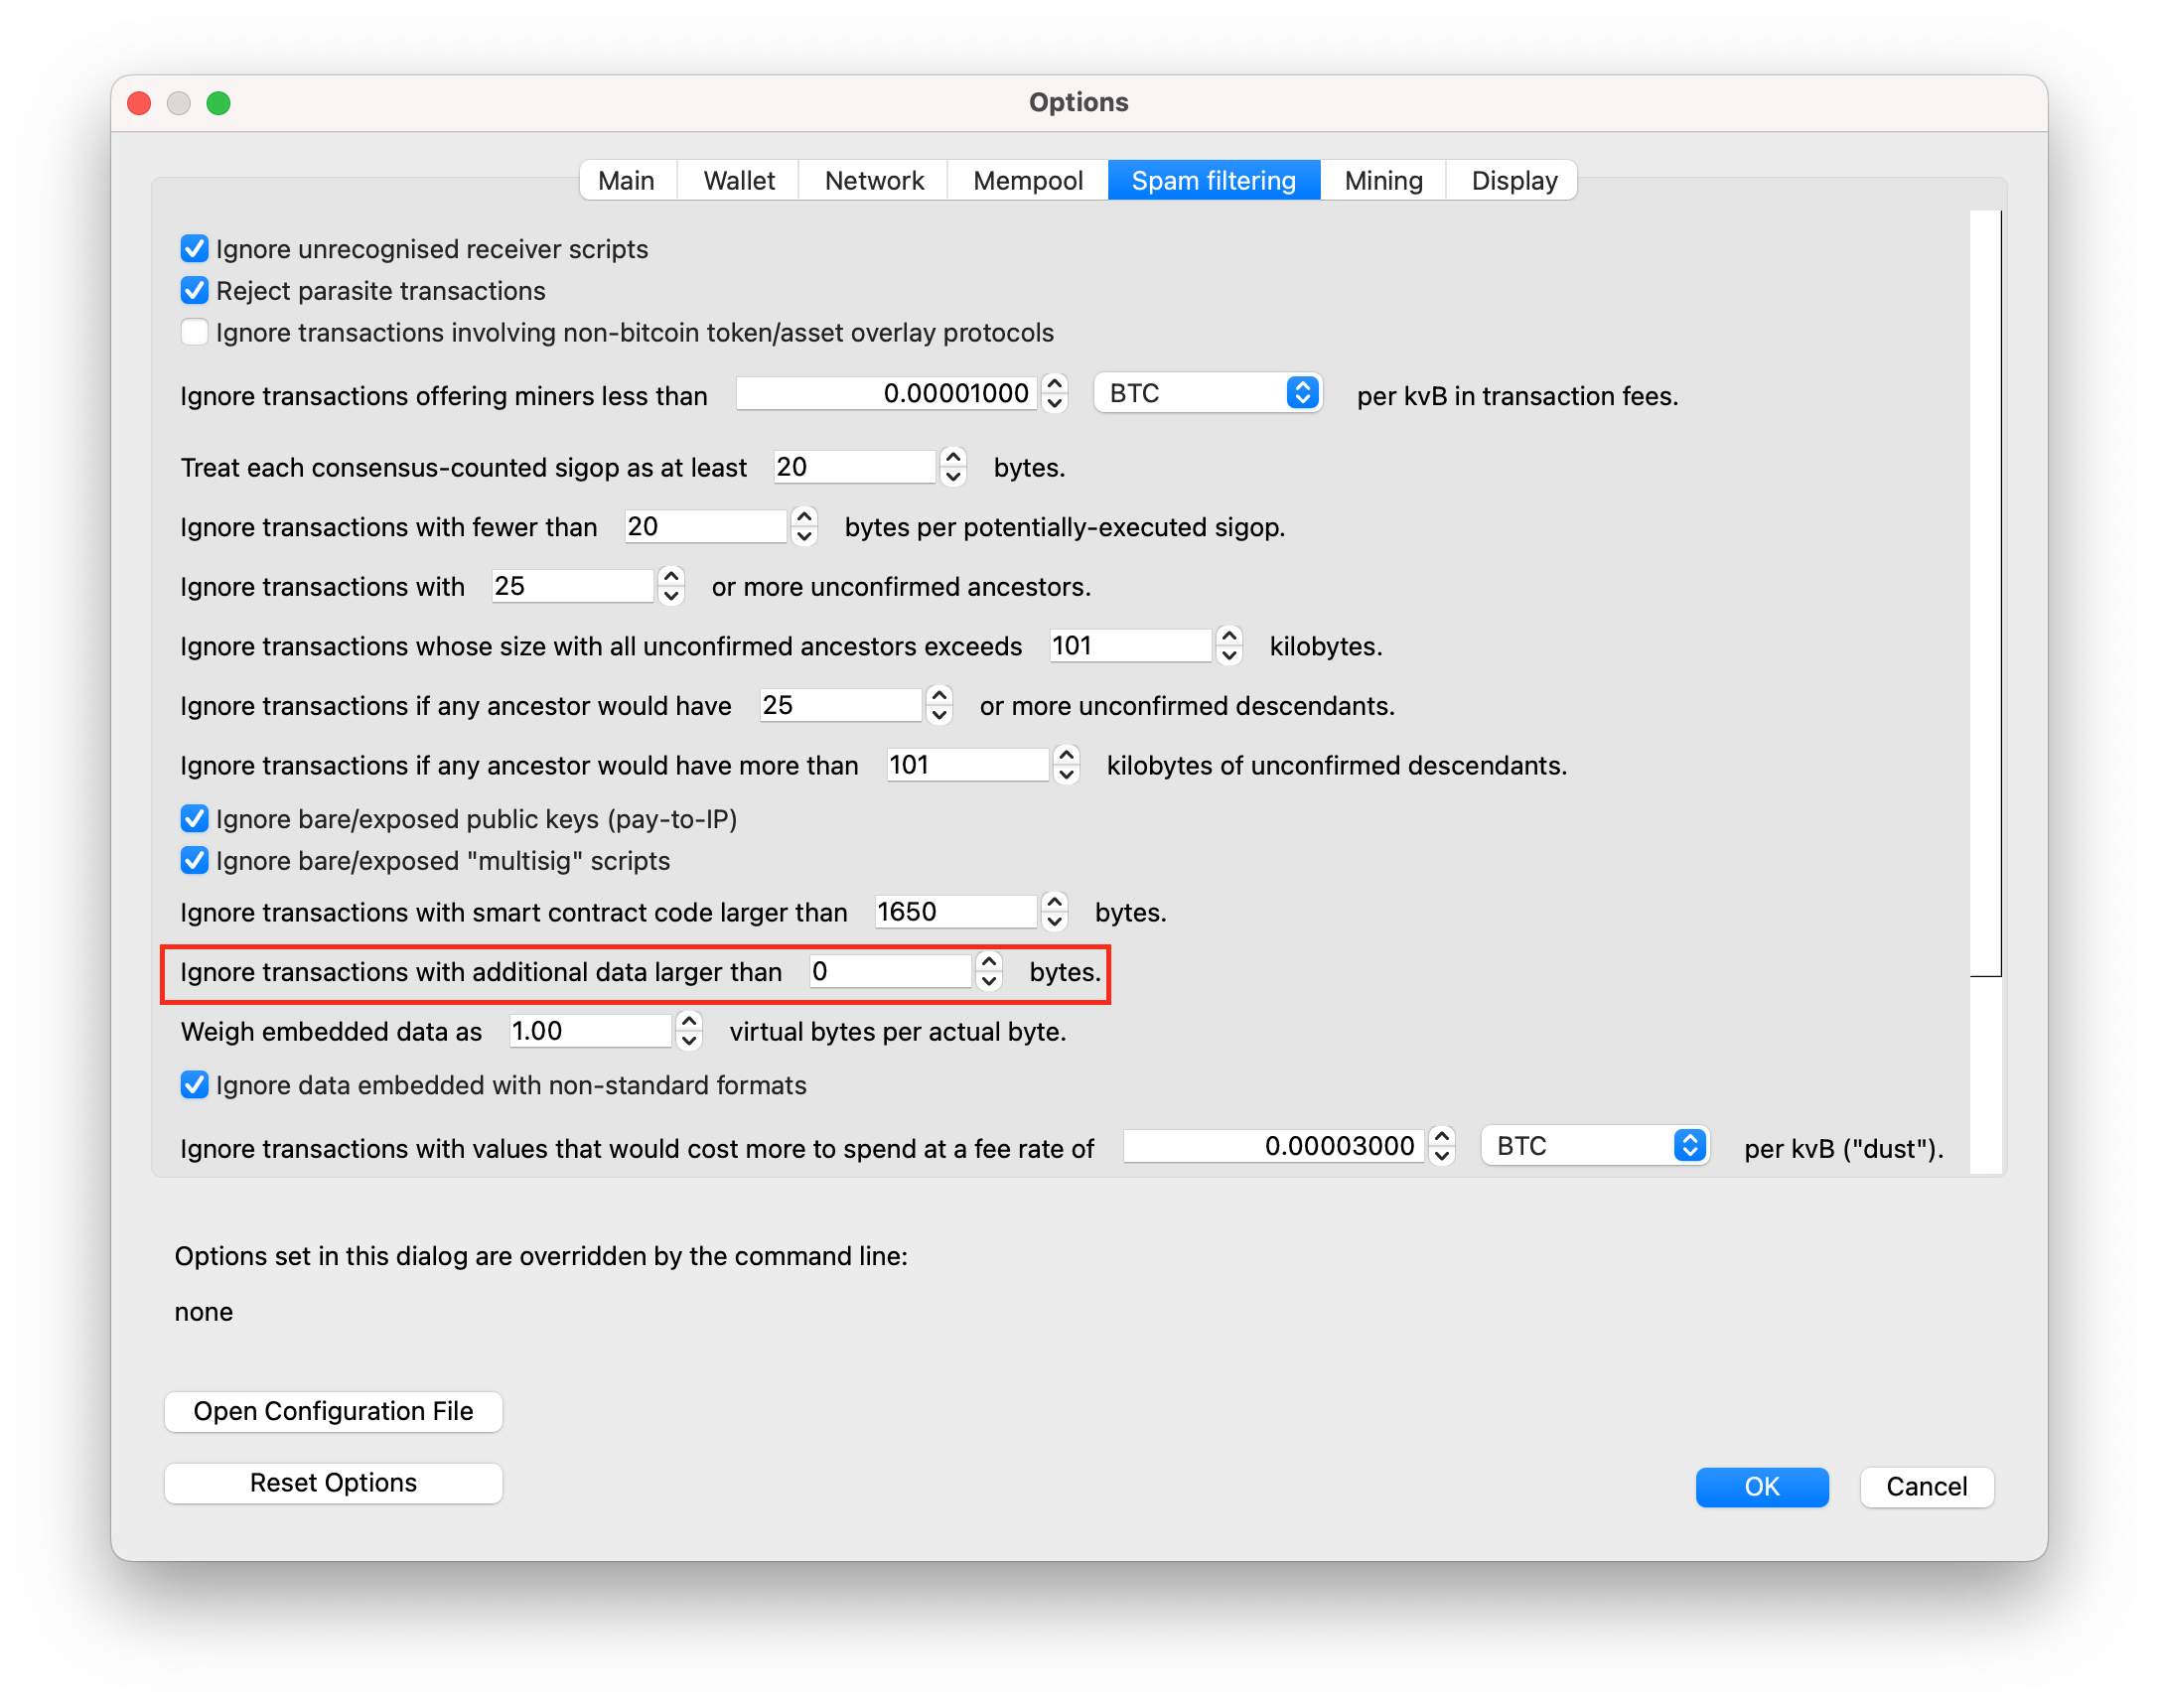 Options
Main Wallet Network Mempool Spam filtering Mining Display
Ignore unrecognised receiver scripts
Reject parasite transactions
Ignore transactions involving non-bitcoin token/asset overlay protocols
Ignore transactions offering miners less than 0.00001000 BTC per kvB in transaction fees.
Treat each consensus-counted sigop as at least 20 bytes.
Ignore transactions with fewer than 20 bytes per potentially-executed sigop.
Ignore transactions with 25 or more unconfirmed ancestors.
Ignore transactions whose size with all unconfirmed ancestors exceeds 101 kilobytes.
Ignore transactions if any ancestor would have 25 or more unconfirmed descendants.
Ignore transactions if any ancestor would have more than 101 kilobytes of unconfirmed descendants.
Ignore bare/exposed public keys (pay-to-IP)
Ignore bare/exposed "multisig" scripts
Ignore transactions with smart contract code larger than 1650 bytes.
Ignore transactions with additional data larger than 0 bytes.
Weigh embedded data as 1.00 virtual bytes per actual byte.
Ignore data embedded with non-standard formats
Ignore transactions with values that would cost more to spend at a fee rate of 0.00003000 BTC per kvB ("dust").
Options set in this dialog are overridden by the command line:
none
Open Configuration File
Reset Options
OK Cancel